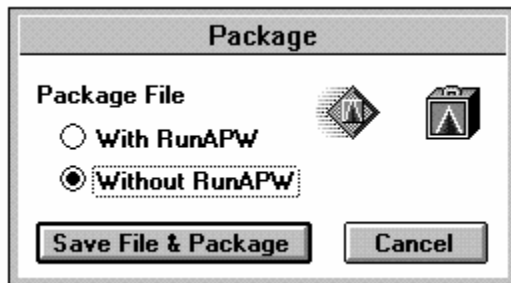 Package
Package File
With RunAPW
Without RunAPW
Save File & Package
Cancel